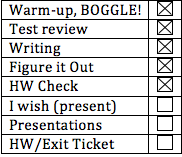 Warm-up, BOGGLE!
Test review
Writing
Figure it Out
HW Check
I wish (present)
Presentations
HW/Exit Ticket